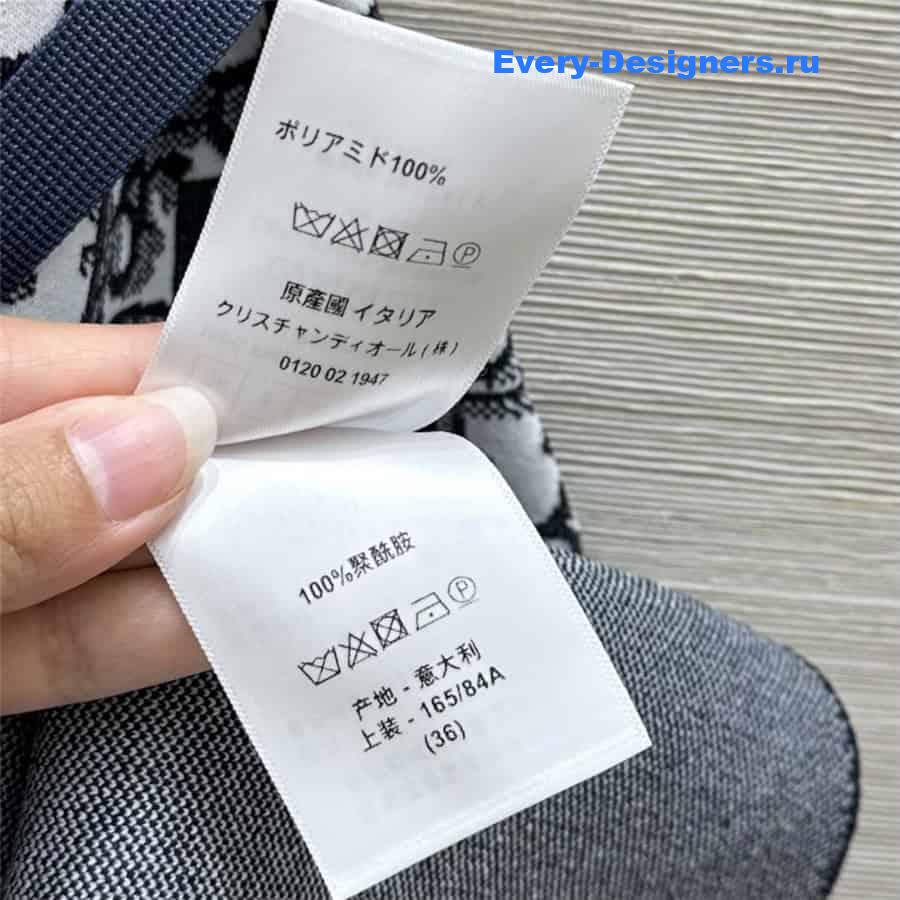 Every-Designers.ru
ポリアミド100%
P
原産國 イタリア
クリスチャンディオール(株)
0120 02 1947
100%聚酰胺
P
产地 - 意大利
上装 - 165/84A
(36)